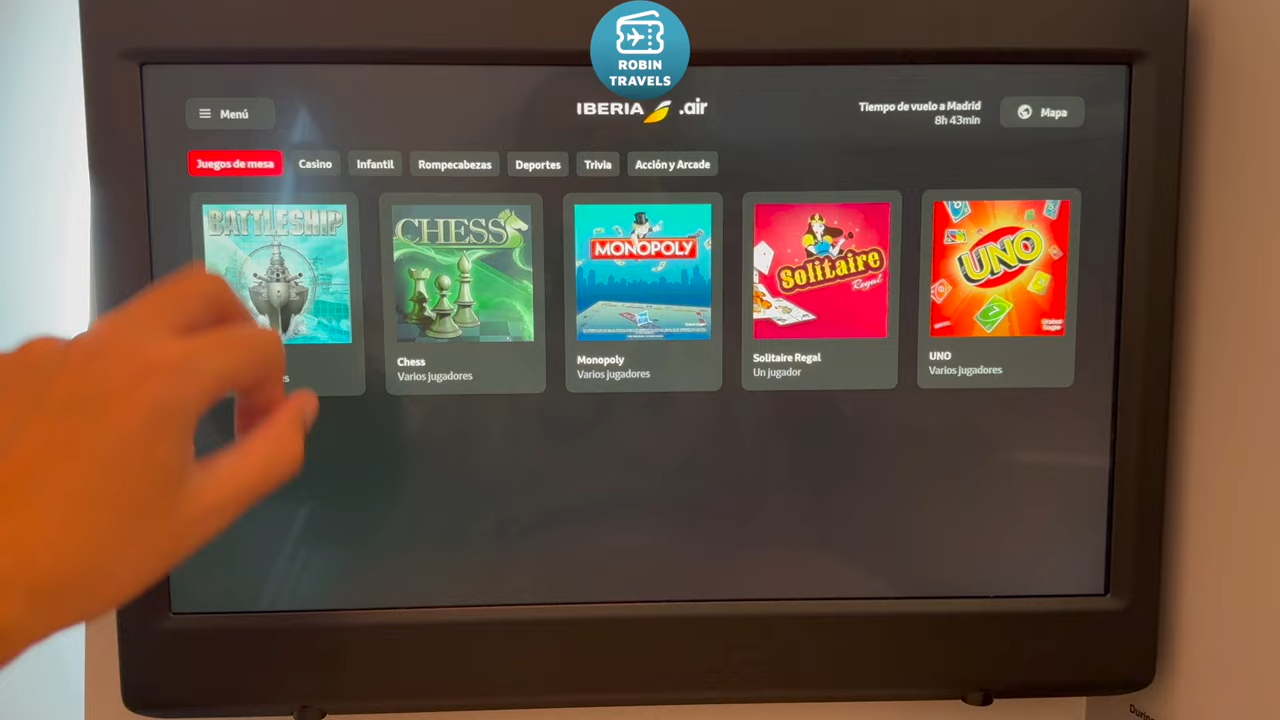 ROBIN
TRAVELS
Menú
IBERIA .air
Tiempo de vuelo a Madrid
8h 43min
Mapa
Juegos de mesa
Casino
Infantil
Rompecabezas
Deportes
Trivia
Acción y Arcade
BATTLESHIP
CHESS
MONOPOLY
Solitaire
Regal
UNO
Chess
Varios jugadores
Monopoly
Varios jugadores
Solitaire Regal
Un jugador
UNO
Varios jugadores